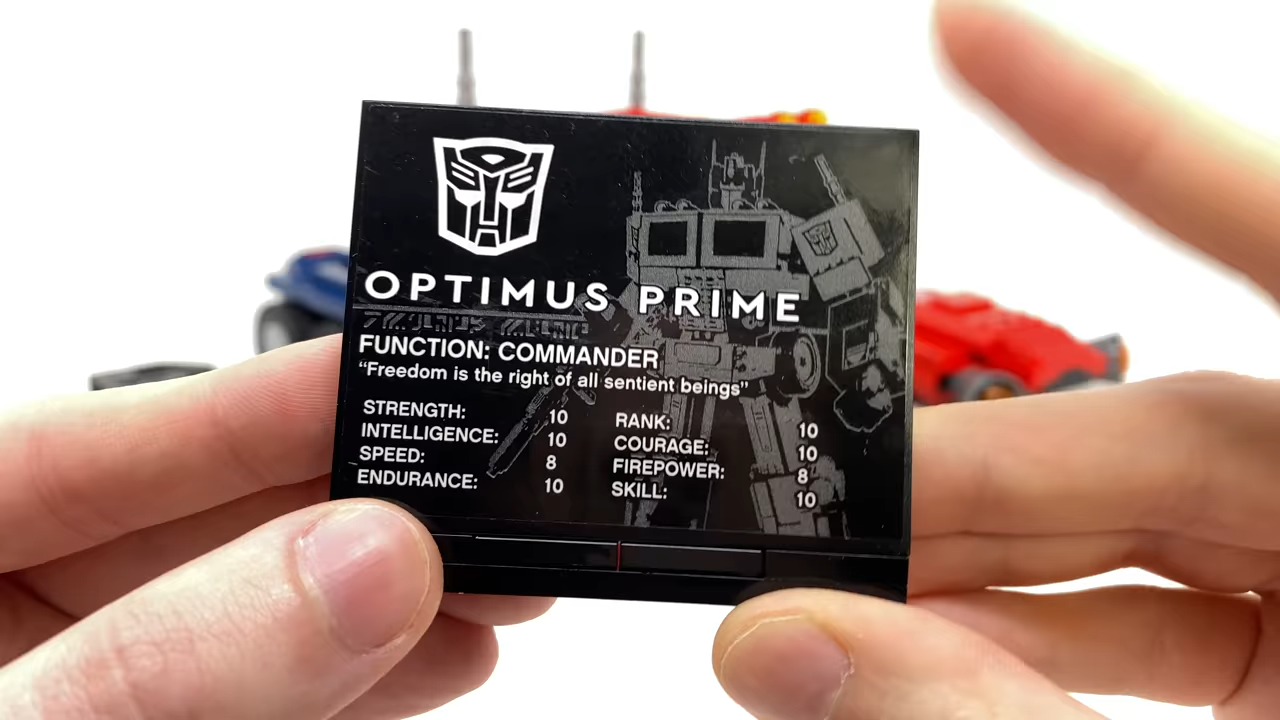 OPTIMUS PRIME
FUNCTION: COMMANDER
“Freedom is the right of all sentient beings”
STRENGTH: 10 RANK: 10
INTELLIGENCE: 10 COURAGE: 10
SPEED: 8 FIREPOWER: 8
ENDURANCE: 10 SKILL: 10